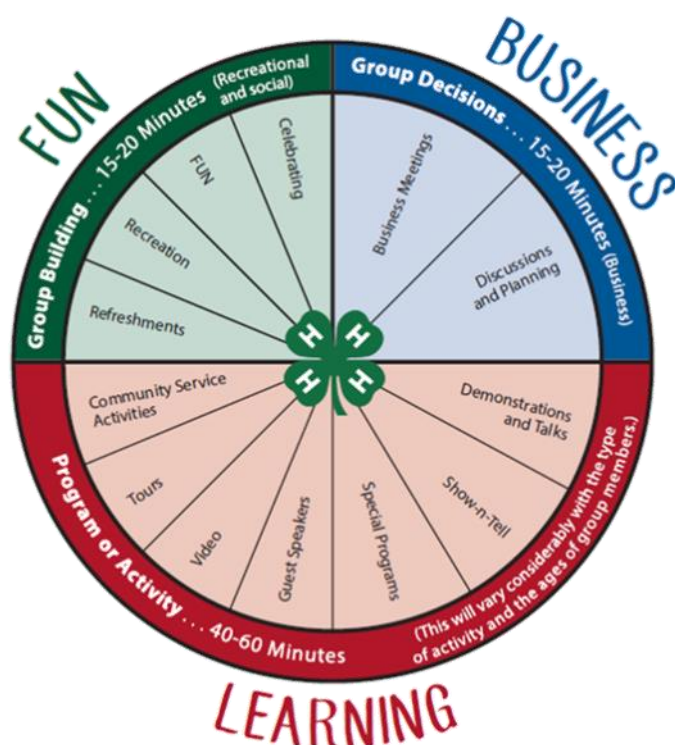 FUN
Group Building . . . 15-20 Minutes (Recreational
and social)
Refreshments
Recreation
FUN
Celebrating
BUSINESS
Group Decisions . . . 15-20 Minutes (Business)
Business Meetings
Discussions
and Planning
H
H
H
H
Demonstrations
and Talks
Show-n-Tell
Special Programs
Guest Speakers
Video
Tours
Community Service
Activities
Program or Activity . . . 40-60 Minutes
(This will vary considerably with the type
of activity and the ages of group members.)
LEARNING